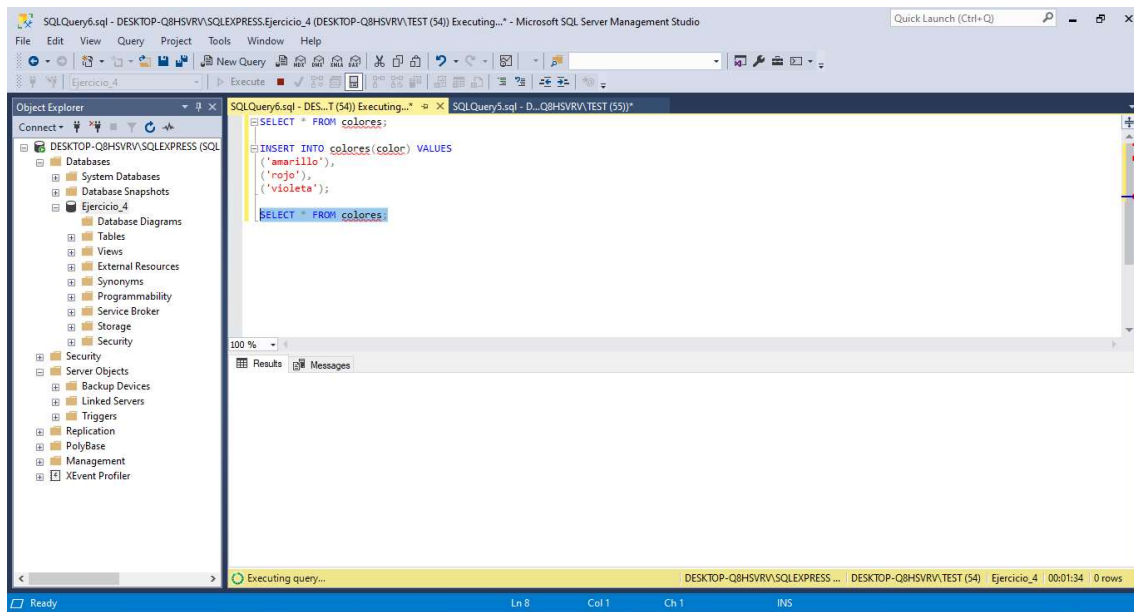 SQLQuery6.sql - DESKTOP-Q8HSVRV\SQLEXPRESS.Ejercicio_4 (DESKTOP-Q8HSVRV\TEST (54)) Executing...* - Microsoft SQL Server Management Studio
Quick Launch (Ctrl+Q)
File Edit View Query Project Tools Window Help
New Query
Ejercicio_4
Execute
Object Explorer
SQLQuery6.sql - DES...T (54)) Executing...*
SQLQuery5.sql - D...Q8HSVRV\TEST (55))*
Connect
DESKTOP-Q8HSVRV\SQLEXPRESS (SQL
Databases
System Databases
Database Snapshots
Ejercicio_4
Database Diagrams
Tables
Views
External Resources
Synonyms
Programmability
Service Broker
Storage
Security
Security
Server Objects
Backup Devices
Linked Servers
Triggers
Replication
PolyBase
Management
XEvent Profiler
SELECT * FROM colores;
INSERT INTO colores(color) VALUES
('amarillo'),
('rojo'),
('violeta');
SELECT * FROM colores;
100 %
Results Messages
Executing query...
DESKTOP-Q8HSVRV\SQLEXPRESS ... DESKTOP-Q8HSVRV\TEST (54) Ejercicio_4 00:01:34 0 rows
Ready Ln 8 Col 1 Ch 1 INS